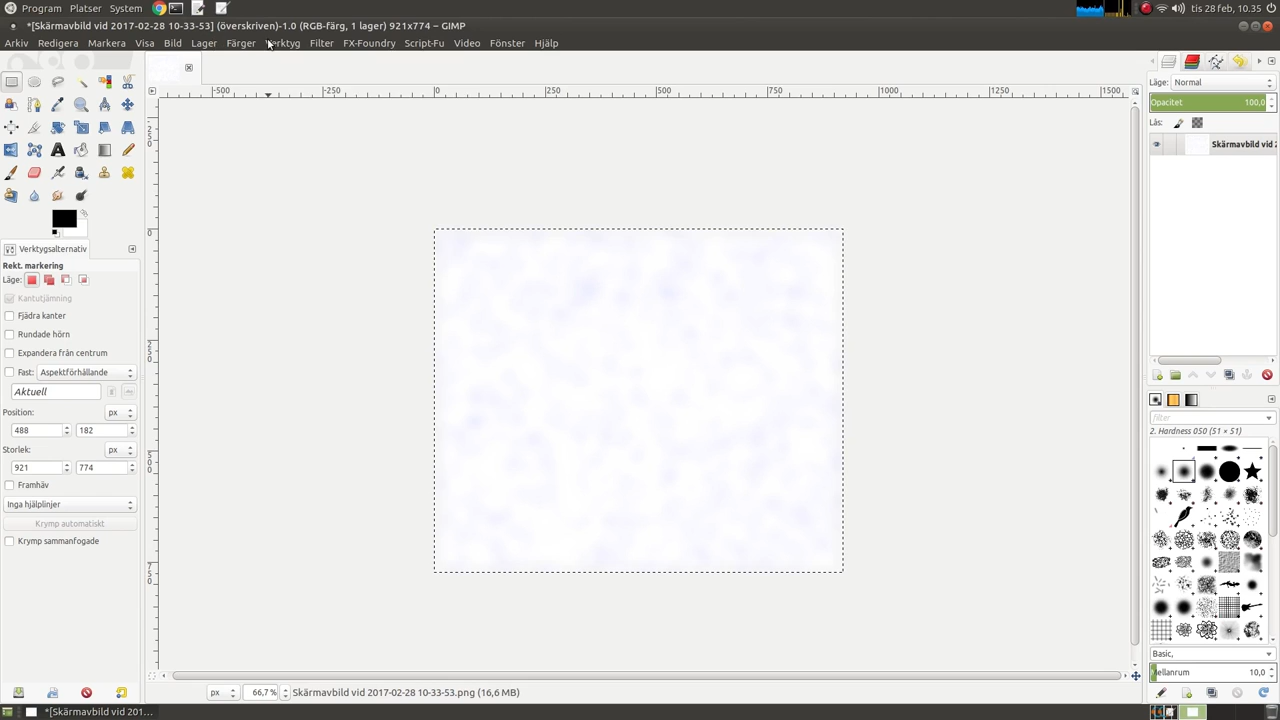 Program Platser System tis 28 feb, 10.35
*[Skärmavbild vid 2017-02-28 10-33-53] (överskriven)-1.0 (RGB-färg, 1 lager) 921x774 – GIMP
Arkiv Redigera Markera Visa Bild Lager Färger Verktyg Filter FX-Foundry Script-Fu Video Fönster Hjälp
-500 -250 0 250 500 750 1000 1250 1500
250
0
250
500
750
Verktygsalternativ
Rekt. markering
Läge:
Kantutjämning
Fjädra kanter
Rundade hörn
Expandera från centrum
Fast: Aspektförhållande
Aktuell
Position: px
488 182
Storlek: px
921 774
Framhäv
Inga hjälplinjer
Krymp automatiskt
Krymp sammanfogade
Läge: Normal
Opacitet 100,0
Lås:
Skärmavbild vid 2
filter
2. Hardness 050 (51 × 51)
Basic,
Mellanrum 10,0
px 66,7 % Skärmavbild vid 2017-02-28 10-33-53.png (16,6 MB)
*[Skärmavbild vid 201...